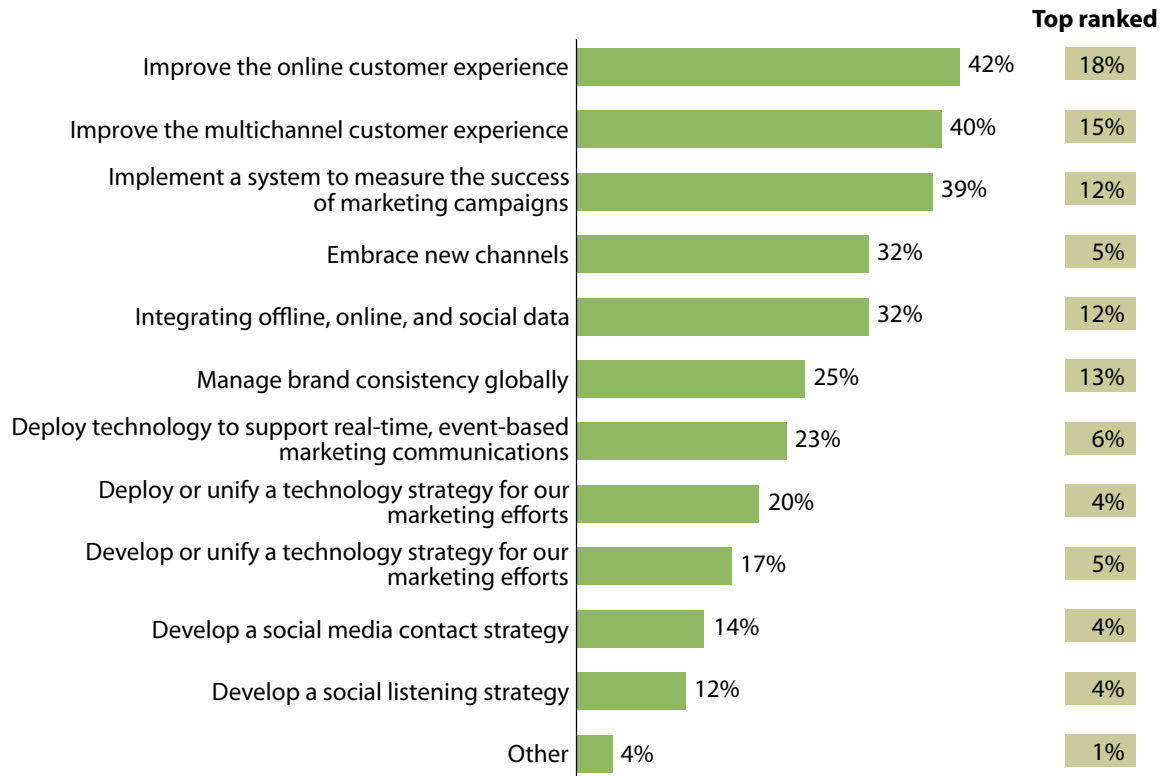 Top ranked
Improve the online customer experience 42% 18%
Improve the multichannel customer experience 40% 15%
Implement a system to measure the success
of marketing campaigns 39% 12%
Embrace new channels 32% 5%
Integrating offline, online, and social data 32% 12%
Manage brand consistency globally 25% 13%
Deploy technology to support real-time, event-based
marketing communications 23% 6%
Deploy or unify a technology strategy for our
marketing efforts 20% 4%
Develop or unify a technology strategy for our
marketing efforts 17% 5%
Develop a social media contact strategy 14% 4%
Develop a social listening strategy 12% 4%
Other 4% 1%